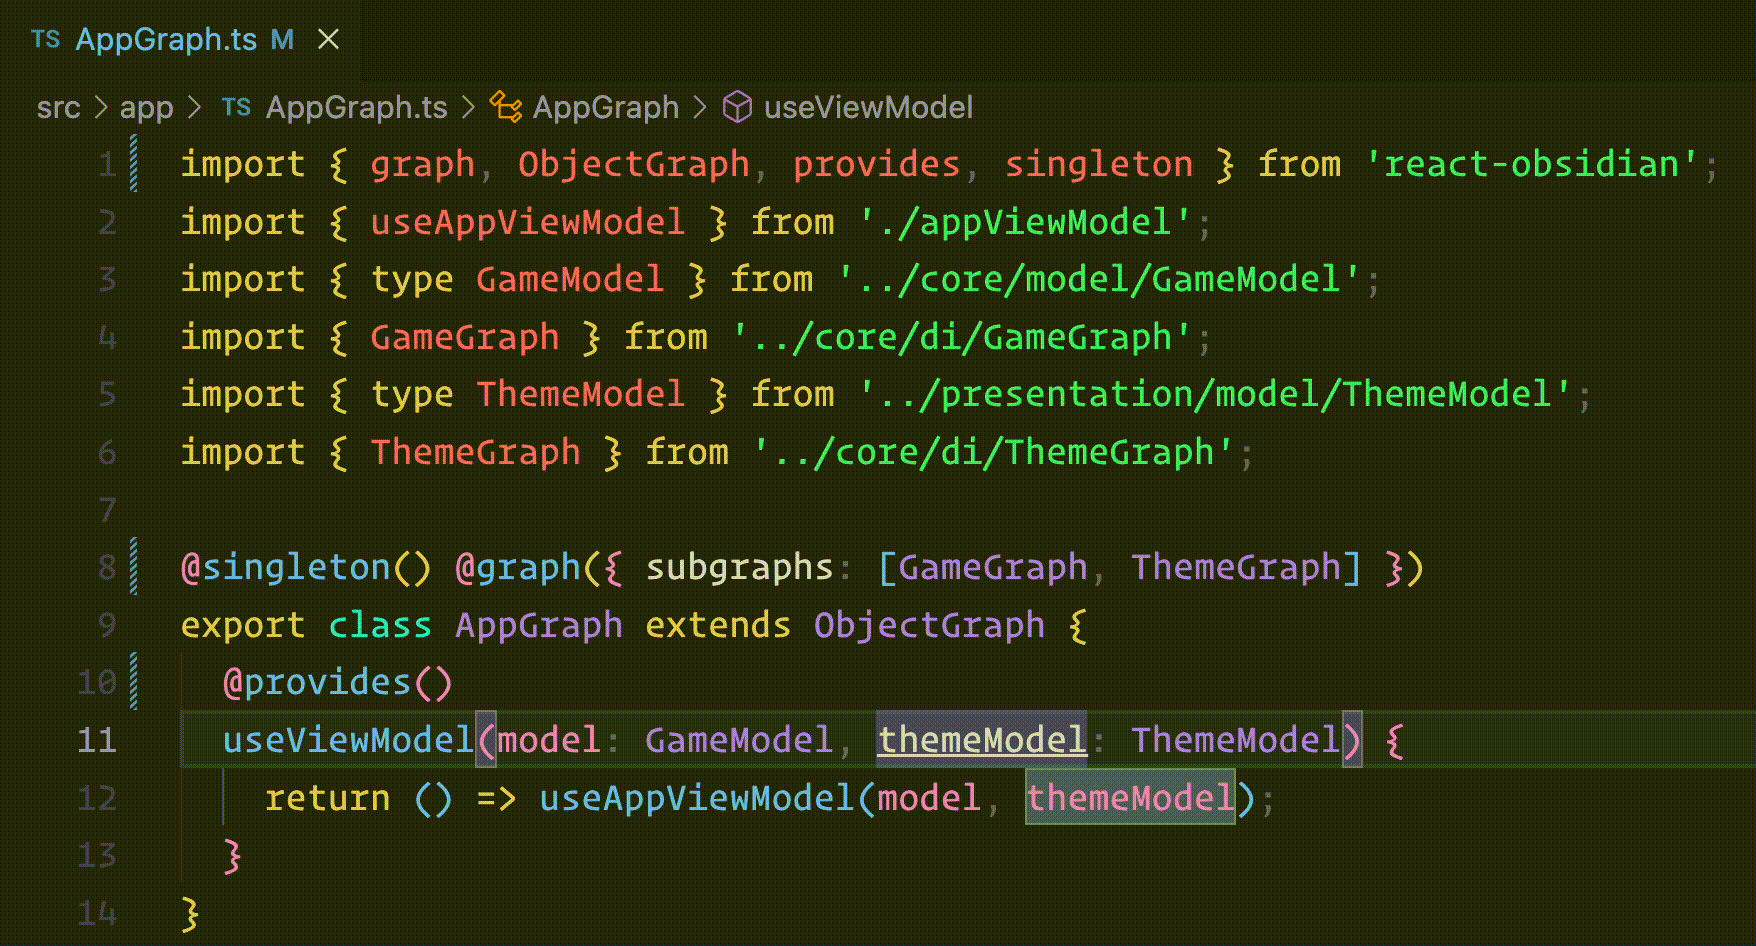 TS AppGraph.ts M ×
src > app > TS AppGraph.ts > AppGraph > useViewModel
1 import { graph, ObjectGraph, provides, singleton } from 'react-obsidian';
2 import { useAppViewModel } from './appViewModel';
3 import { type GameModel } from '../core/model/GameModel';
4 import { GameGraph } from '../core/di/GameGraph';
5 import { type ThemeModel } from '../presentation/model/ThemeModel';
6 import { ThemeGraph } from '../core/di/ThemeGraph';
7
8 @singleton() @graph({ subgraphs: [GameGraph, ThemeGraph] })
9 export class AppGraph extends ObjectGraph {
10   @provides()
11   useViewModel(model: GameModel, themeModel: ThemeModel) {
12     return () => useAppViewModel(model, themeModel);
13   }
14 }